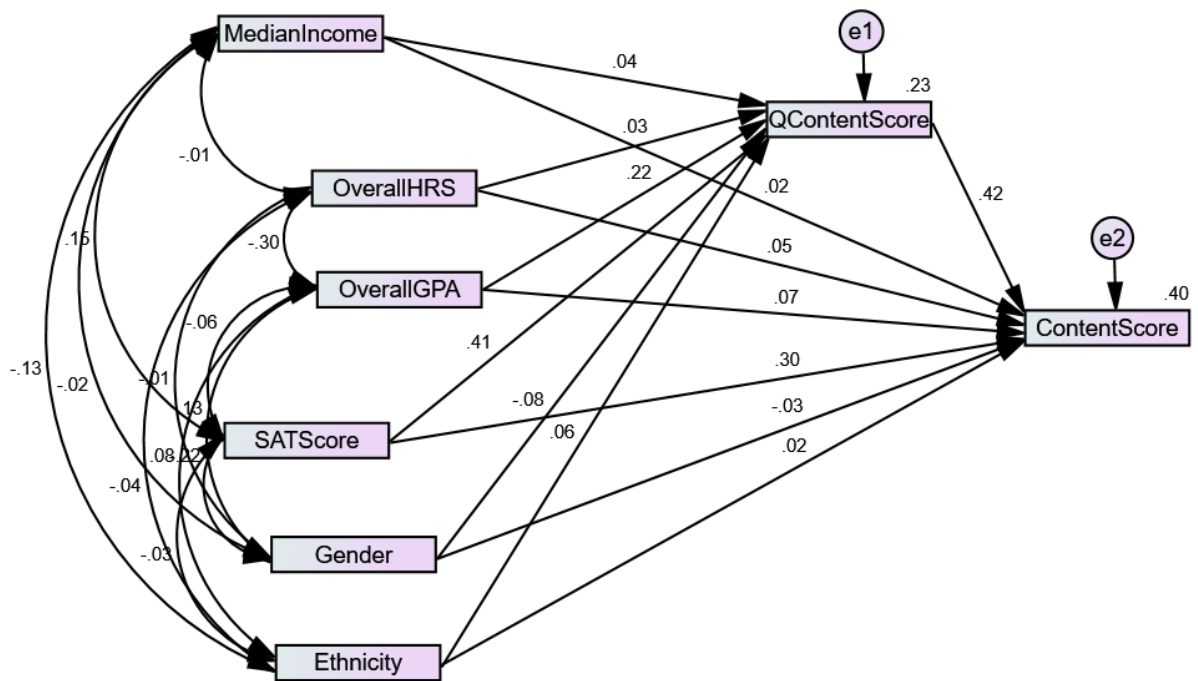 MedianIncome
e1
.04
.23
QContentScore
.03
-.01
.22
OverallHRS
.02
.42
-.30
e2
.15
.05
OverallGPA
.07
.40
ContentScore
-.06
.41
.30
-.13
-.02
-.01
-.08
-.03
.13
.06
SATScore
.02
.08
-.22
-.04
Gender
-.03
Ethnicity